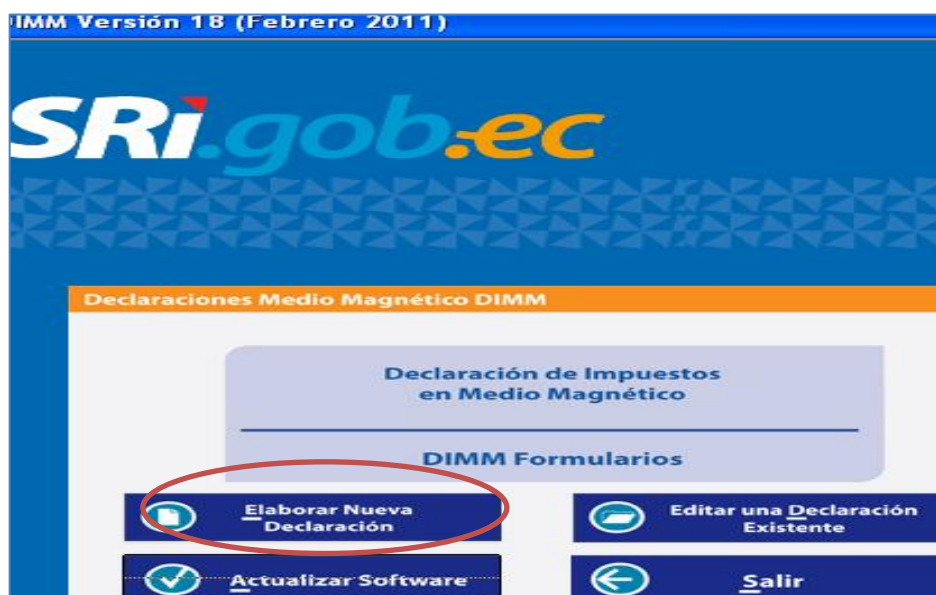 IMM Versión 18 (Febrero 2011)
SRi.gob.ec
Declaraciones Medio Magnético DIMM
Declaración de Impuestos
en Medio Magnético
DIMM Formularios
Elaborar Nueva
Declaración
Editar una Declaración
Existente
Actualizar Software
Salir